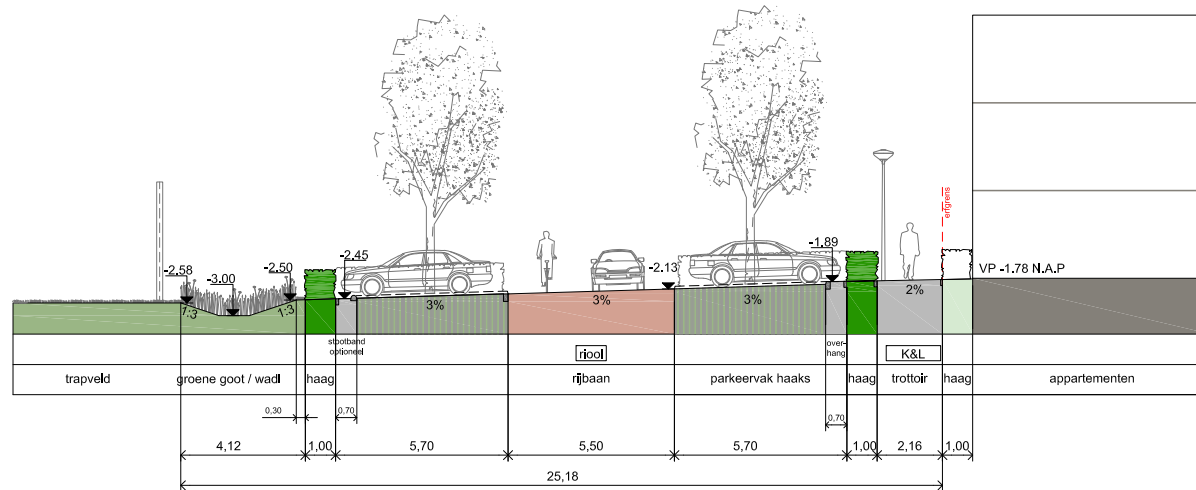 erfgrens
-1.89
-2.45
-2.58
-3.00
-2.50
-2.13
VP -1.78 N.A.P
1:3
1:3
3%
3%
3%
2%
stootband
optioneel
riool
over-
hang
K&L
trapveld
groene goot / wadi
haag
rijbaan
parkeervak haaks
haag
trottoir
haag
appartementen
0,30
0,70
0,70
4,12
1,00
5,70
5,50
5,70
1,00
2,16
1,00
25,18